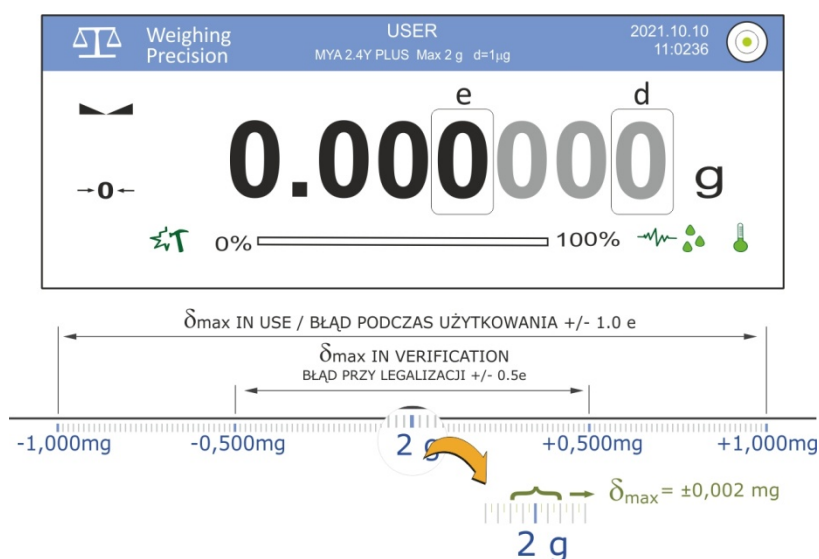 Weighing
Precision
USER
MYA 2.4Y PLUS Max 2 g d=1µg
2021.10.10
11:0236
e
d
0.000000 g
→0←
0%
100%
δmax IN USE / BŁĄD PODCZAS UŻYTKOWANIA +/- 1.0 e
δmax IN VERIFICATION
BŁĄD PRZY LEGALIZACJI +/- 0.5e
-1,000mg
-0,500mg
2 g
+0,500mg
+1,000mg
δmax = ±0,002 mg
2 g